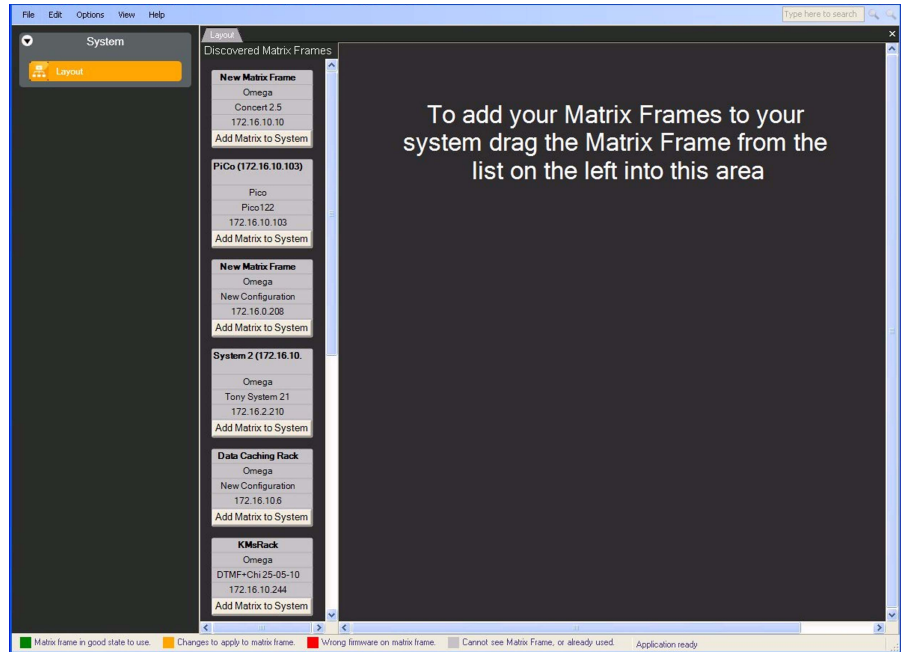 File Edit Options View Help
Type here to search
System
Layout
Layout
Discovered Matrix Frames
New Matrix Frame
Omega
Concert 2.5
172.16.10.10
Add Matrix to System
PiCo (172.16.10.103)
Pico
Pico122
172.16.10.103
Add Matrix to System
New Matrix Frame
Omega
New Configuration
172.16.0.208
Add Matrix to System
System 2 (172.16.10.
Omega
Tony System 21
172.16.2.210
Add Matrix to System
Data Caching Rack
Omega
New Configuration
172.16.10.6
Add Matrix to System
KMsRack
Omega
DTMF+Chi 25-05-10
172.16.10.244
Add Matrix to System
To add your Matrix Frames to your
system drag the Matrix Frame from the
list on the left into this area
Matrix frame in good state to use. Changes to apply to matrix frame. Wrong firmware on matrix frame. Cannot see Matrix Frame, or already used. Application ready